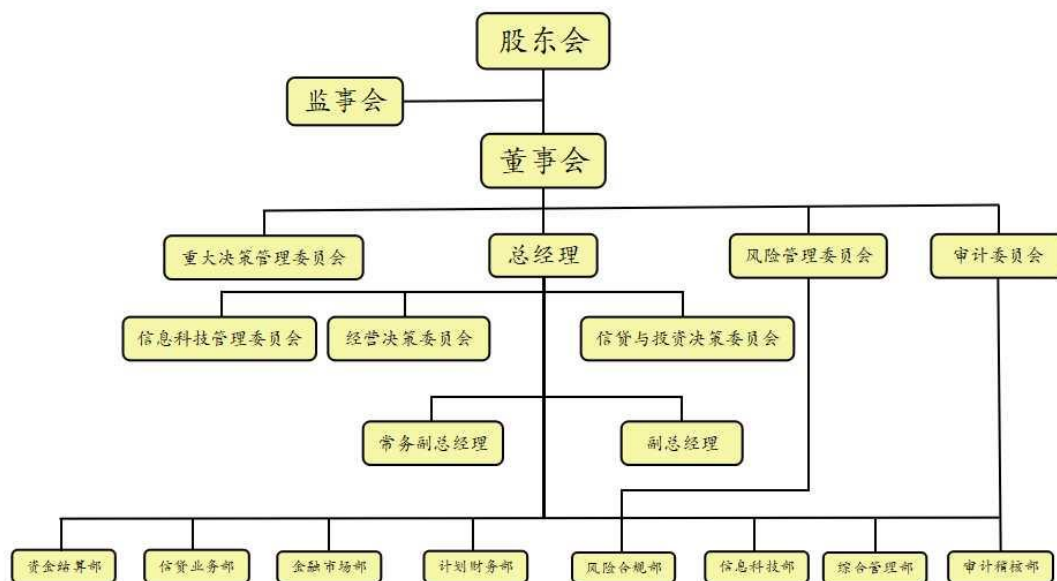 股东会
监事会
董事会
重大决策管理委员会
总经理
风险管理委员会
审计委员会
信息科技管理委员会
经营决策委员会
信贷与投资决策委员会
常务副总经理
副总经理
资金结算部
信贷业务部
金融市场部
计划财务部
风险合规部
信息科技部
综合管理部
审计稽核部